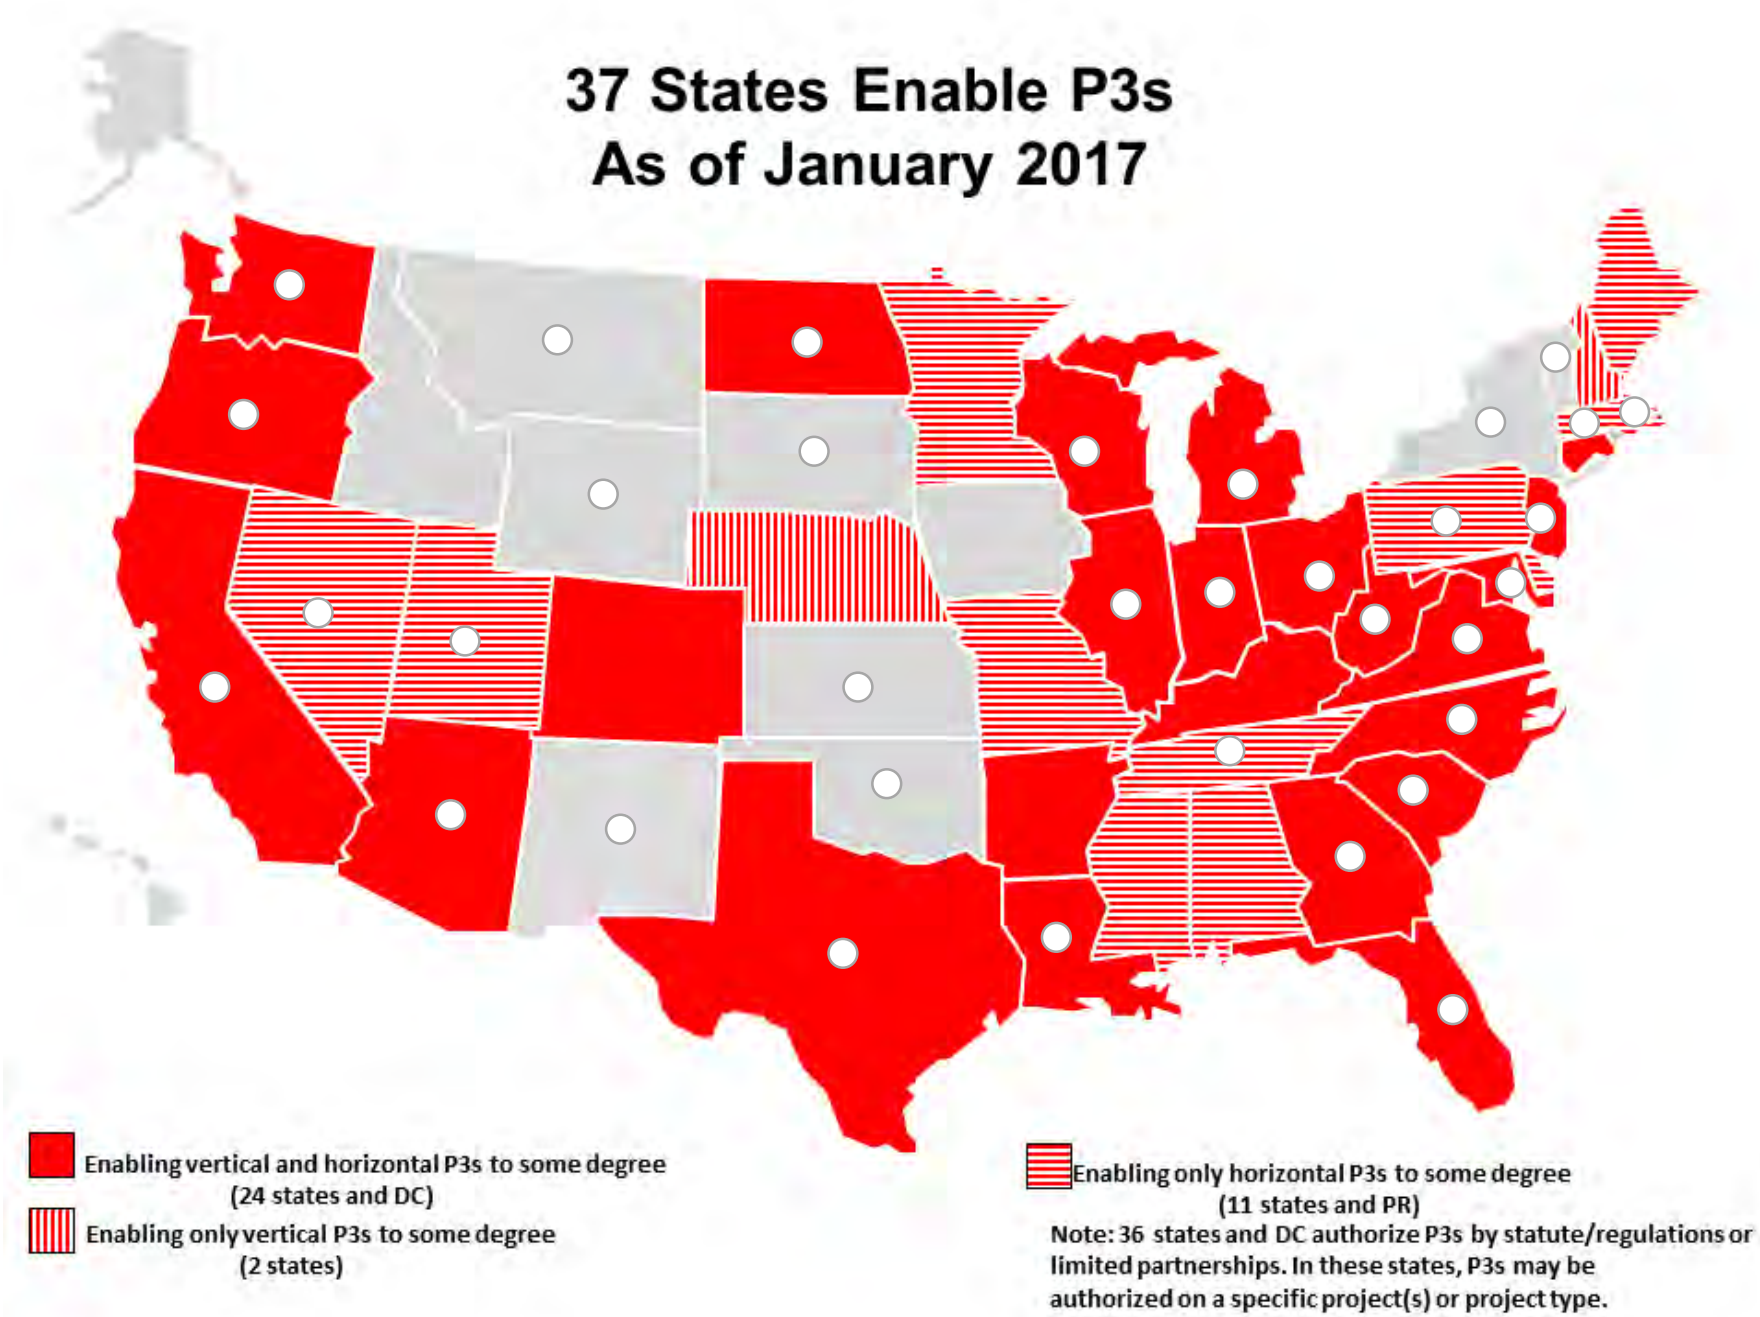 37 States Enable P3s
As of January 2017
Enabling vertical and horizontal P3s to some degree
(24 states and DC)
Enabling only vertical P3s to some degree
(2 states)
Enabling only horizontal P3s to some degree
(11 states and PR)
Note: 36 states and DC authorize P3s by statute/regulations or
limited partnerships. In these states, P3s may be
authorized on a specific project(s) or project type.